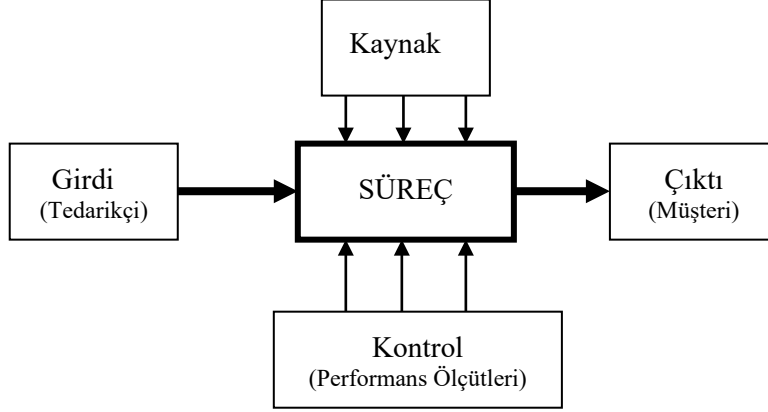 Kaynak
Girdi
(Tedarikçi)
SÜREÇ
Çıktı
(Müşteri)
Kontrol
(Performans Ölçütleri)